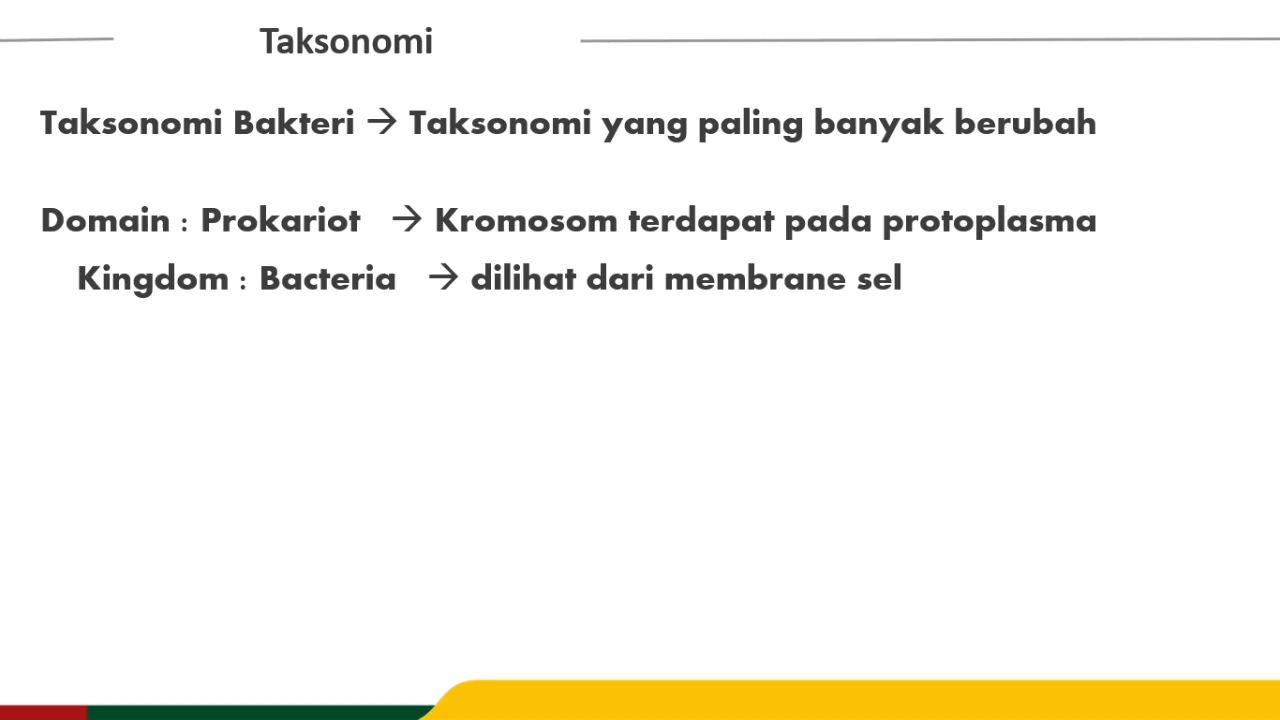 Taksonomi
Taksonomi Bakteri → Taksonomi yang paling banyak berubah
Domain : Prokariot → Kromosom terdapat pada protoplasma
Kingdom : Bacteria → dilihat dari membrane sel